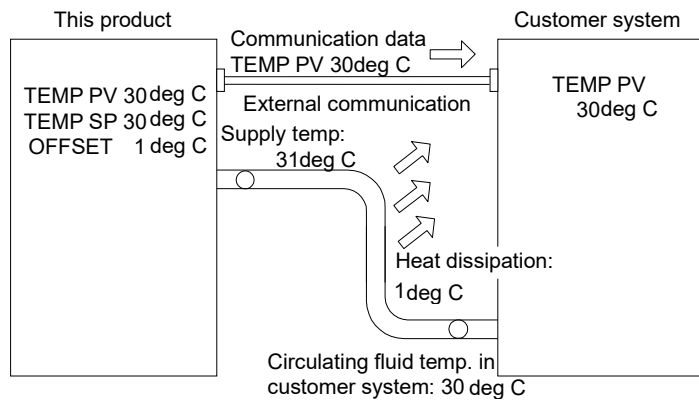 This product
Customer system
Communication data
TEMP PV 30deg C
External communication
TEMP PV 30deg C
TEMP SP 30deg C
OFFSET 1deg C
TEMP PV
30deg C
Supply temp:
31deg C
Heat dissipation:
1deg C
Circulating fluid temp. in
customer system: 30 deg C